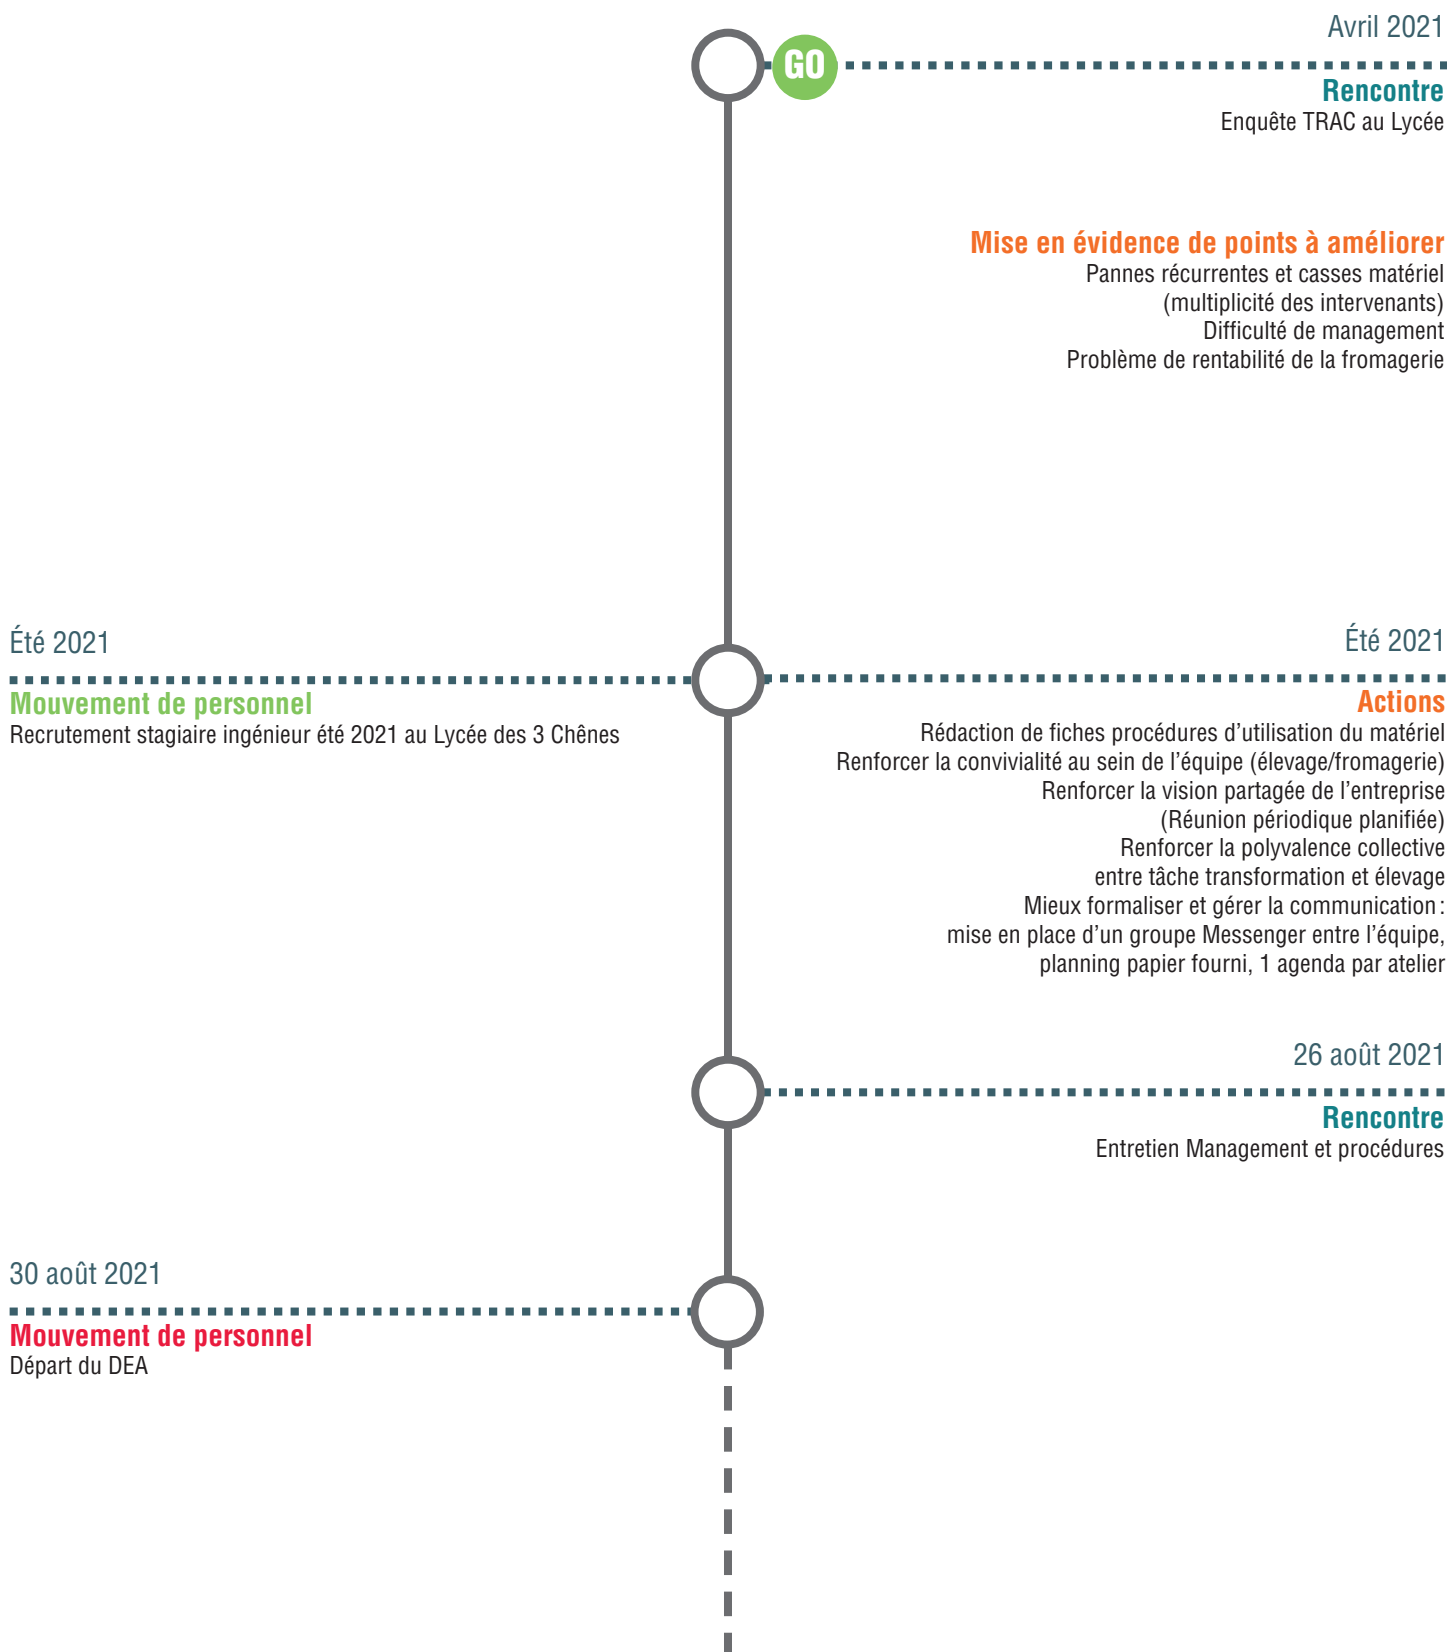 Avril 2021
GO
Rencontre
Enquête TRAC au Lycée
Mise en évidence de points à améliorer
Pannes récurrentes et casses matériel
(multiplicité des intervenants)
Difficulté de management
Problème de rentabilité de la fromagerie
Été 2021
Mouvement de personnel
Recrutement stagiaire ingénieur été 2021 au Lycée des 3 Chênes
Été 2021
Actions
Rédaction de fiches procédures d’utilisation du matériel
Renforcer la convivialité au sein de l’équipe (élevage/fromagerie)
Renforcer la vision partagée de l’entreprise
(Réunion périodique planifiée)
Renforcer la polyvalence collective
entre tâche transformation et élevage
Mieux formaliser et gérer la communication :
mise en place d’un groupe Messenger entre l’équipe,
planning papier fourni, 1 agenda par atelier
26 août 2021
Rencontre
Entretien Management et procédures
30 août 2021
Mouvement de personnel
Départ du DEA